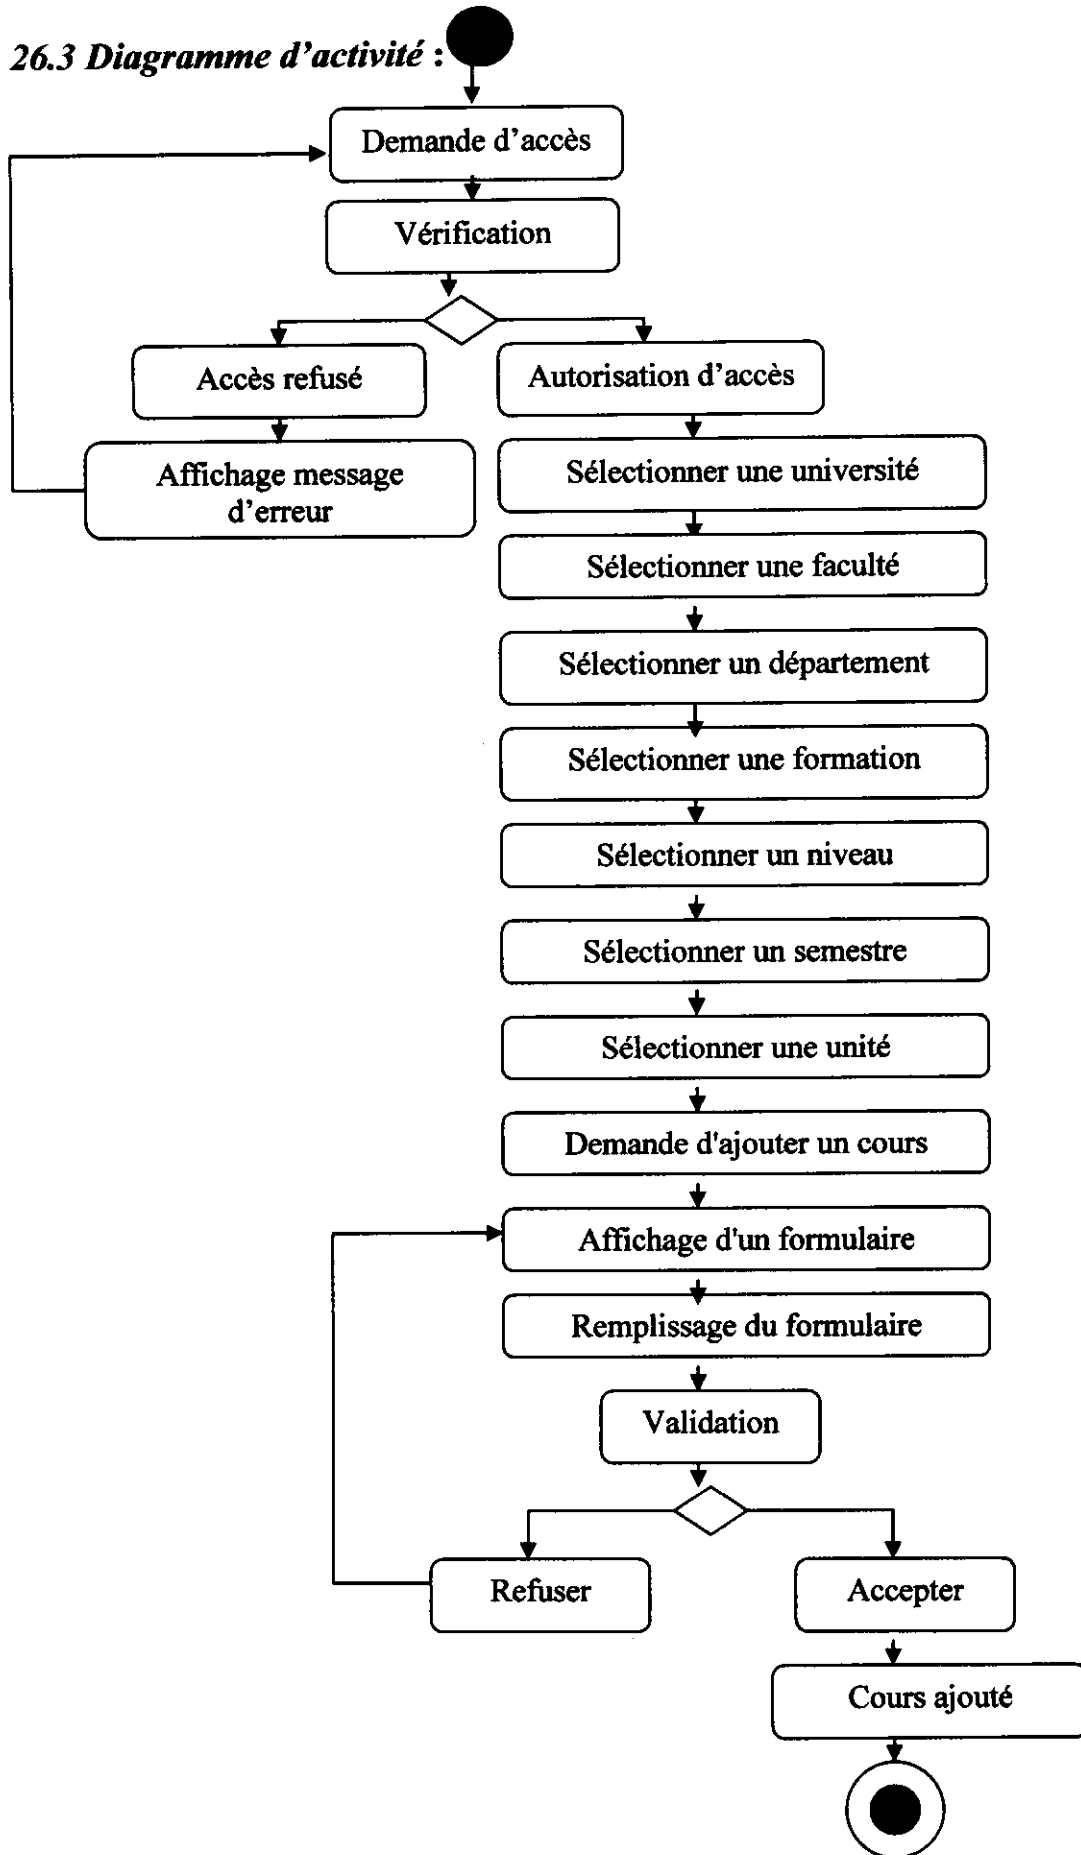 26.3 Diagramme d'activité :
Demande d'accès
Vérification
Accès refusé
Autorisation d'accès
Affichage message
d'erreur
Sélectionner une université
Sélectionner une faculté
Sélectionner un département
Sélectionner une formation
Sélectionner un niveau
Sélectionner un semestre
Sélectionner une unité
Demande d'ajouter un cours
Affichage d'un formulaire
Remplissage du formulaire
Validation
Refuser
Accepter
Cours ajouté